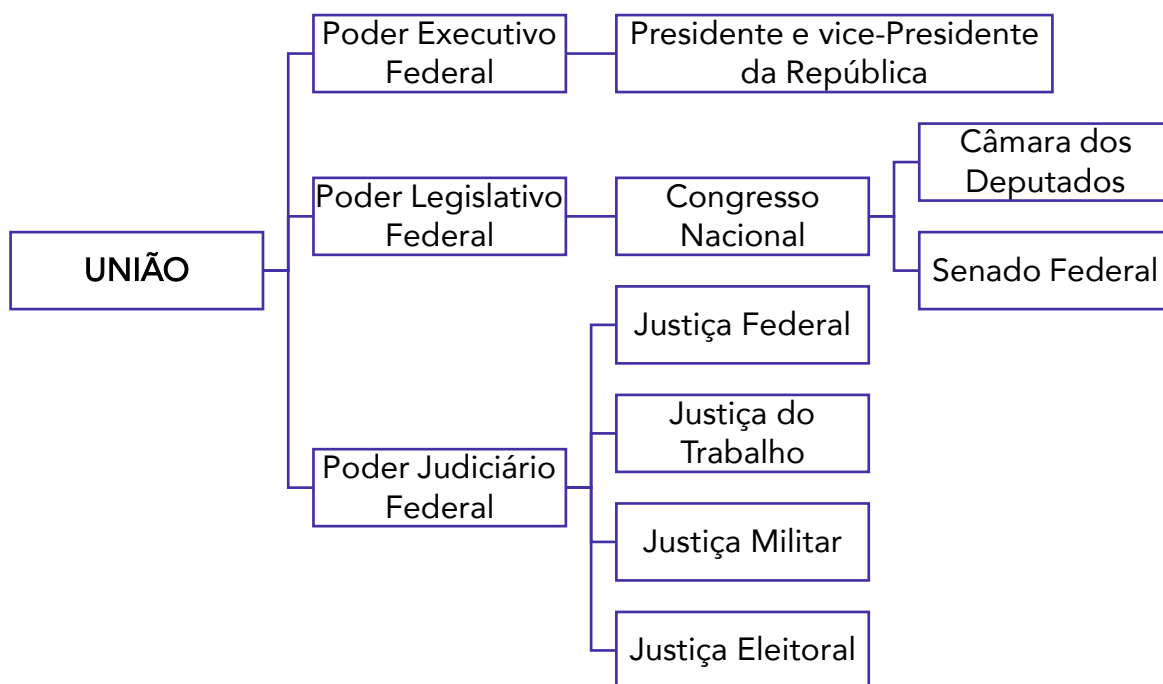 UNIÃO
Poder Executivo
Federal
Presidente e vice-Presidente
da República
Poder Legislativo
Federal
Congresso
Nacional
Câmara dos
Deputados
Senado Federal
Poder Judiciário
Federal
Justiça Federal
Justiça do
Trabalho
Justiça Militar
Justiça Eleitoral